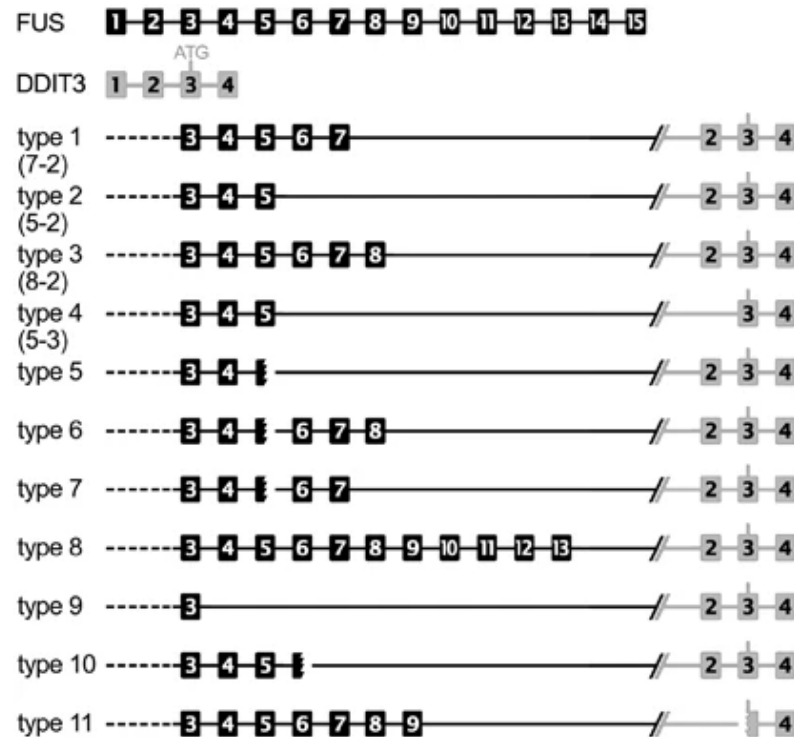 FUS 1 2 3 4 5 6 7 8 9 10 11 12 13 14 15
ATG
DDIT3 1 2 3 4
type 1 3 4 5 6 7 2 3 4
(7-2)
type 2 3 4 5 2 3 4
(5-2)
type 3 3 4 5 6 7 8 2 3 4
(8-2)
type 4 3 4 5 3 4
(5-3)
type 5 3 4 2 3 4
type 6 3 4 6 7 8 2 3 4
type 7 3 4 6 7 2 3 4
type 8 3 4 5 6 7 8 9 10 11 12 13 2 3 4
type 9 3 2 3 4
type 10 3 4 5 2 3 4
type 11 3 4 5 6 7 8 9 4